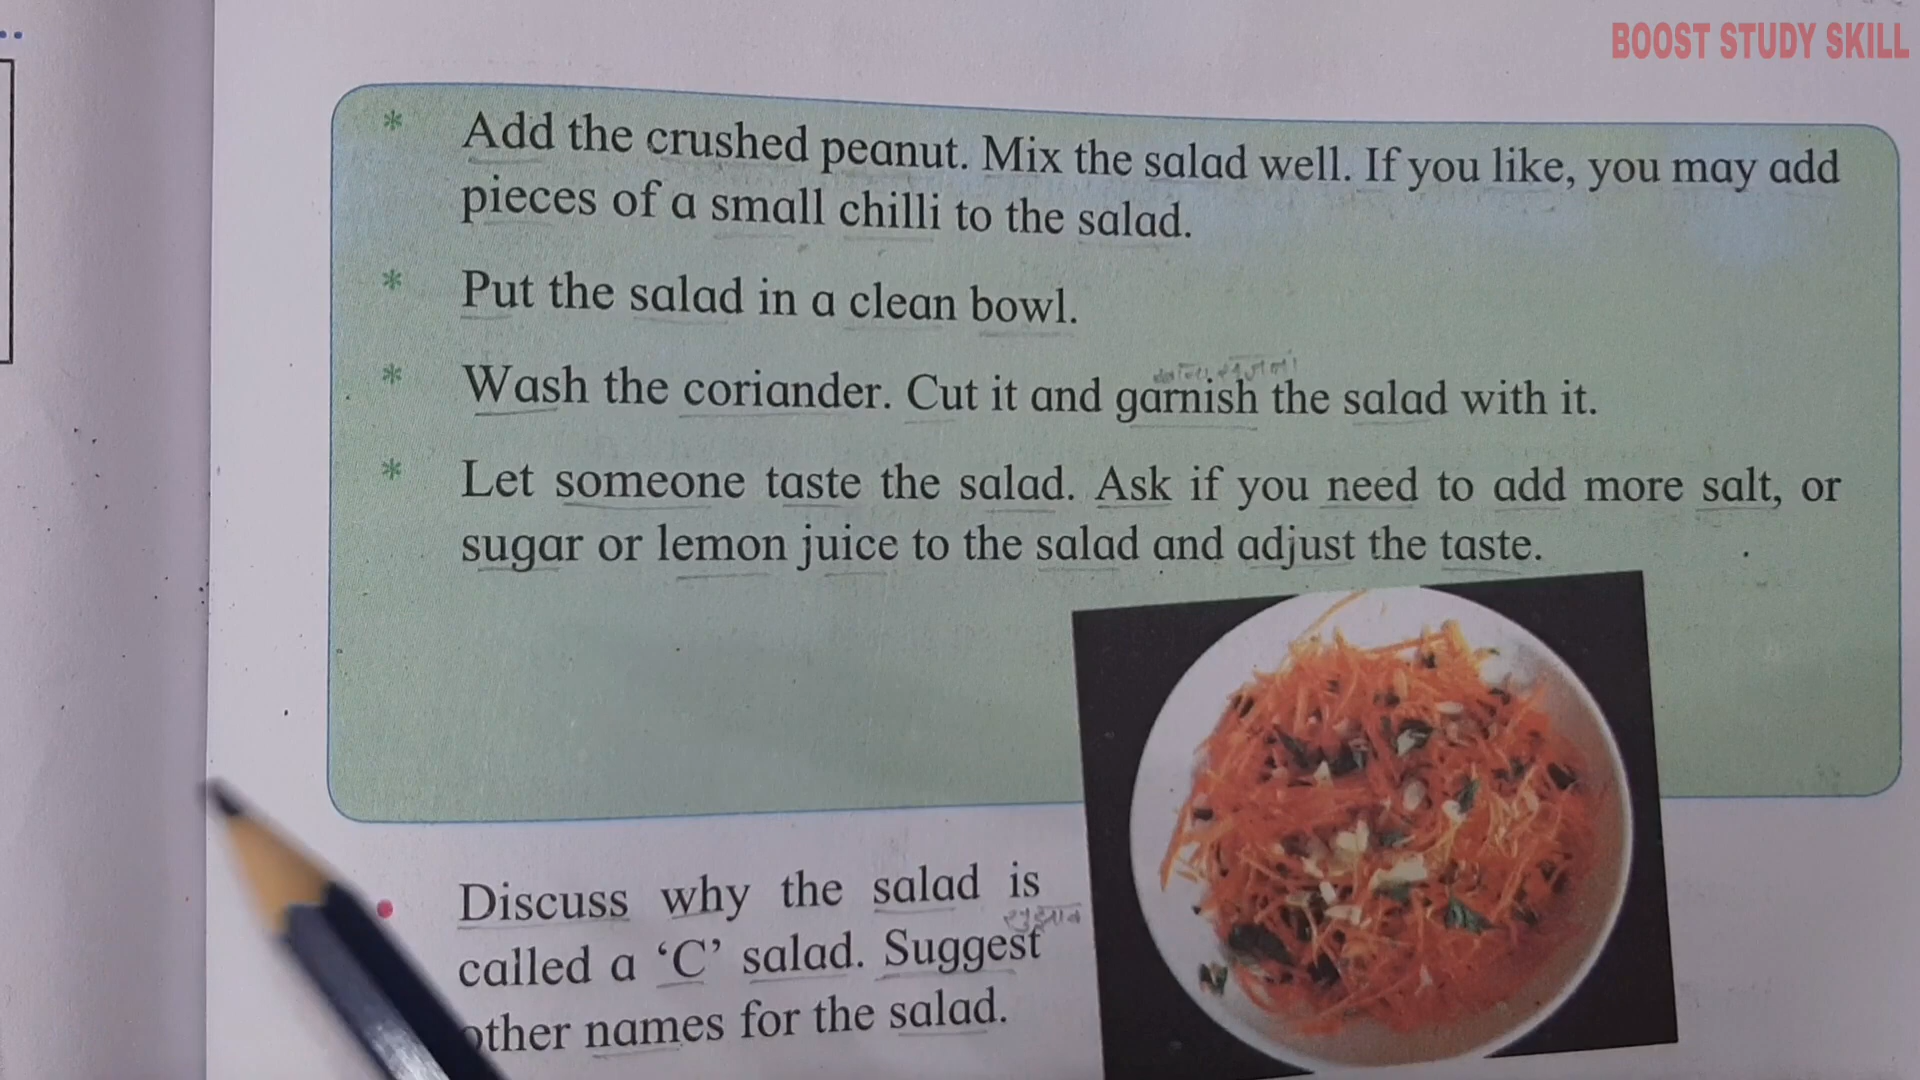 BOOST STUDY SKILL
* Add the crushed peanut. Mix the salad well. If you like, you may add
pieces of a small chilli to the salad.
* Put the salad in a clean bowl.
* Wash the coriander. Cut it and garnish the salad with it.
* Let someone taste the salad. Ask if you need to add more salt, or
sugar or lemon juice to the salad and adjust the taste.
• Discuss why the salad is
सुझाव
called a ‘C’ salad. Suggest
other names for the salad.